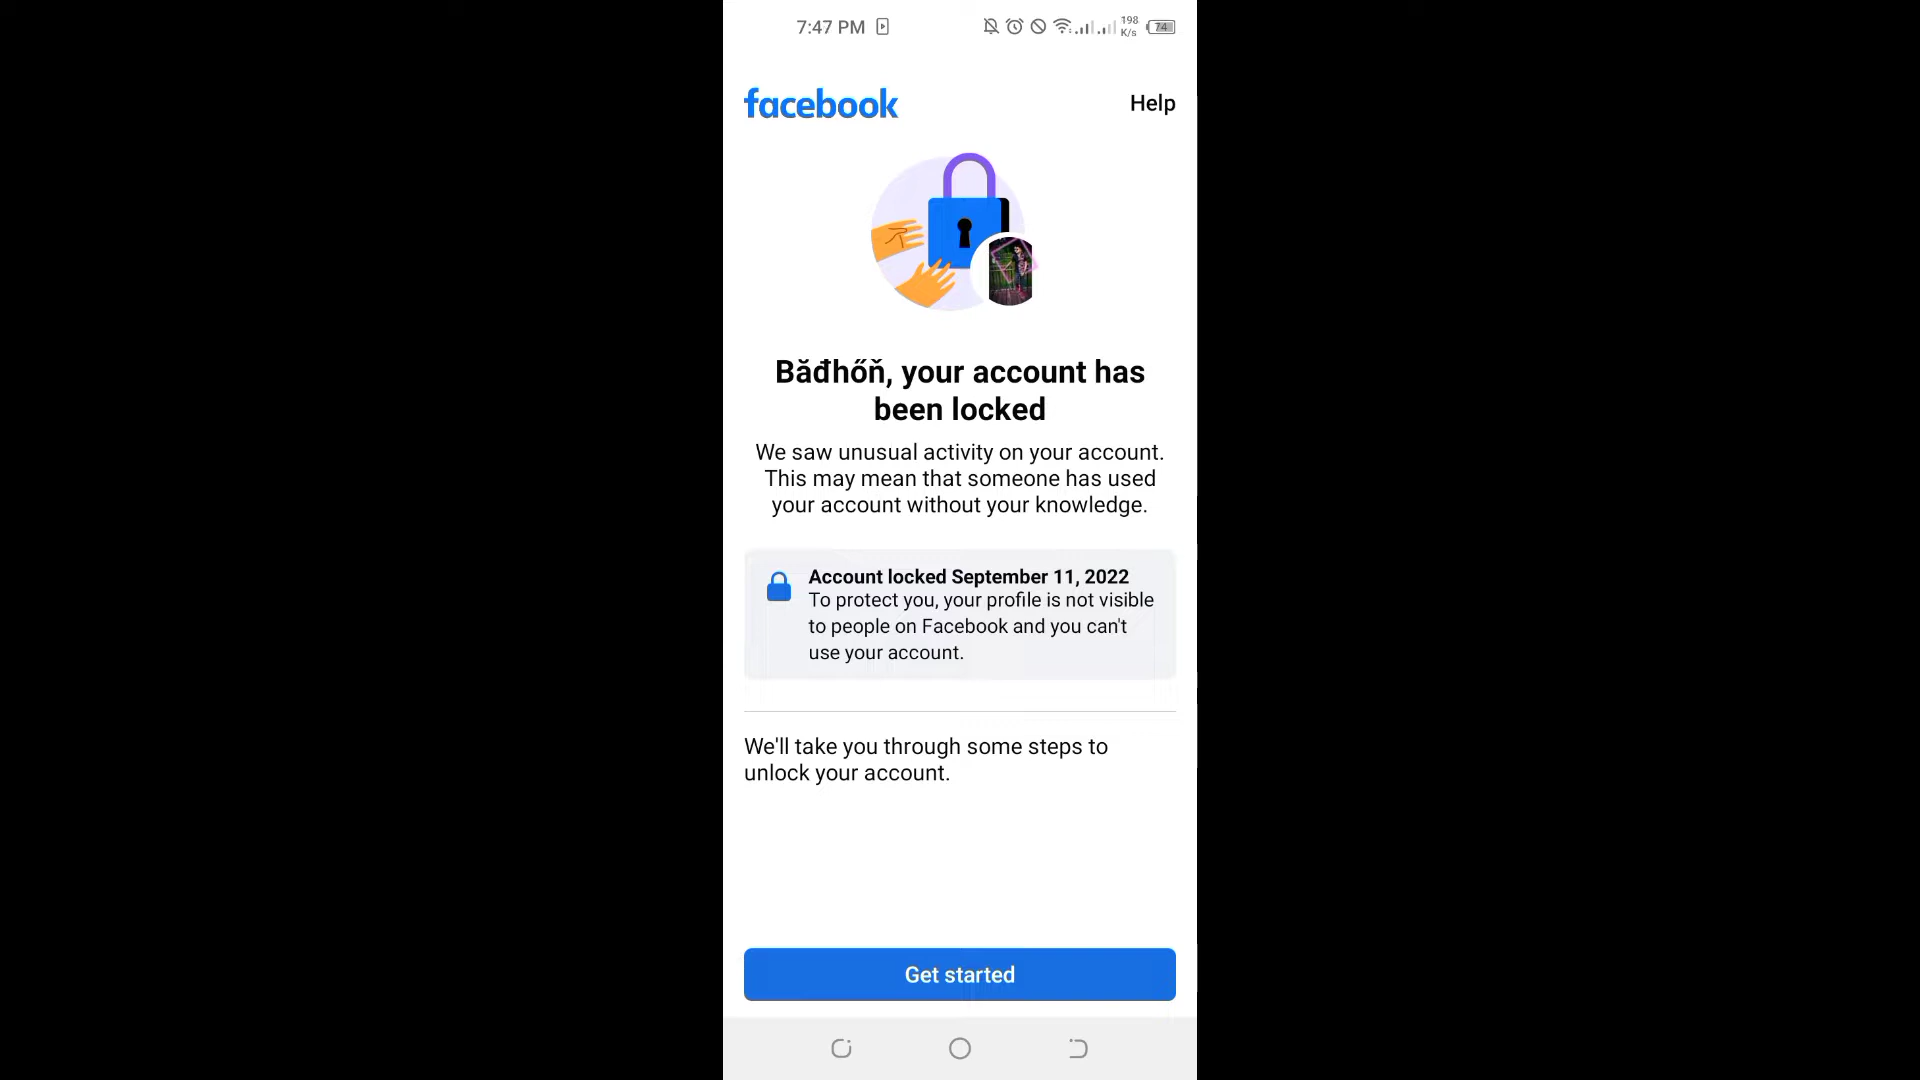 7:47 PM 198 K/s 74
facebook Help
Băđhőň, your account has
been locked
We saw unusual activity on your account.
This may mean that someone has used
your account without your knowledge.
Account locked September 11, 2022
To protect you, your profile is not visible
to people on Facebook and you can't
use your account.
We'll take you through some steps to
unlock your account.
Get started